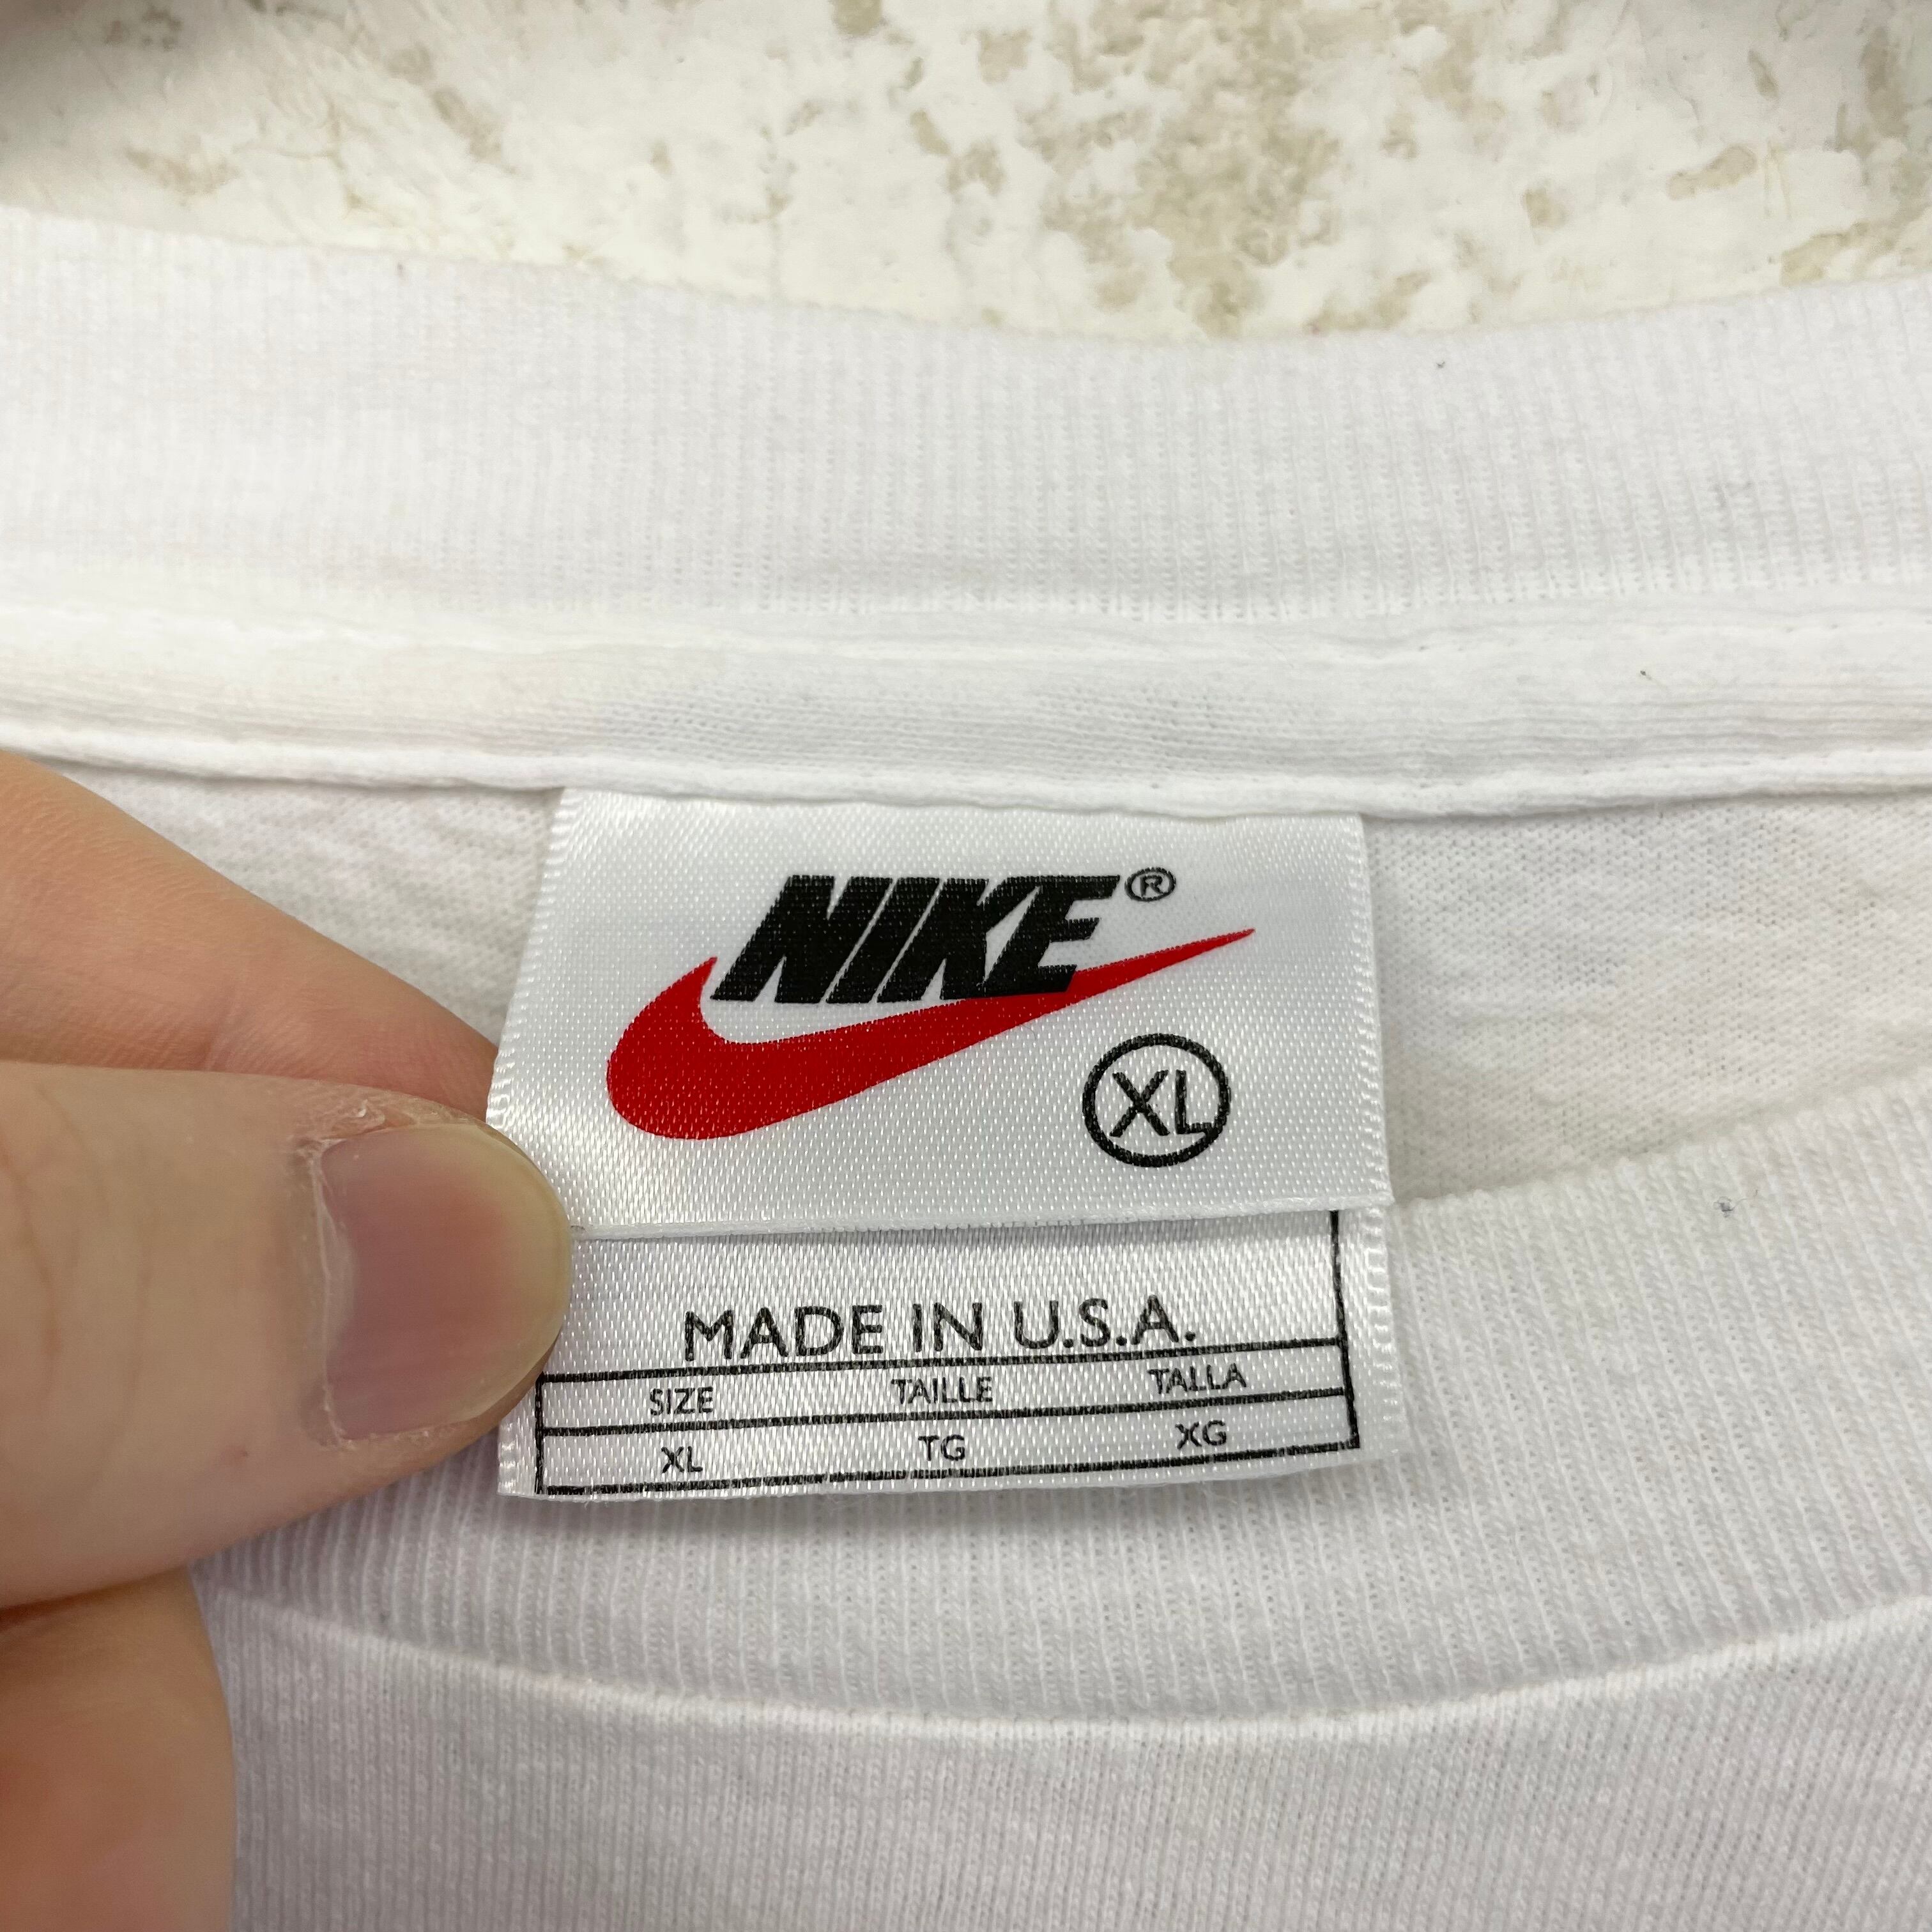 NIKE®
XL
MADE IN U.S.A.
SIZE TAILLE TALLA
XL TG XG